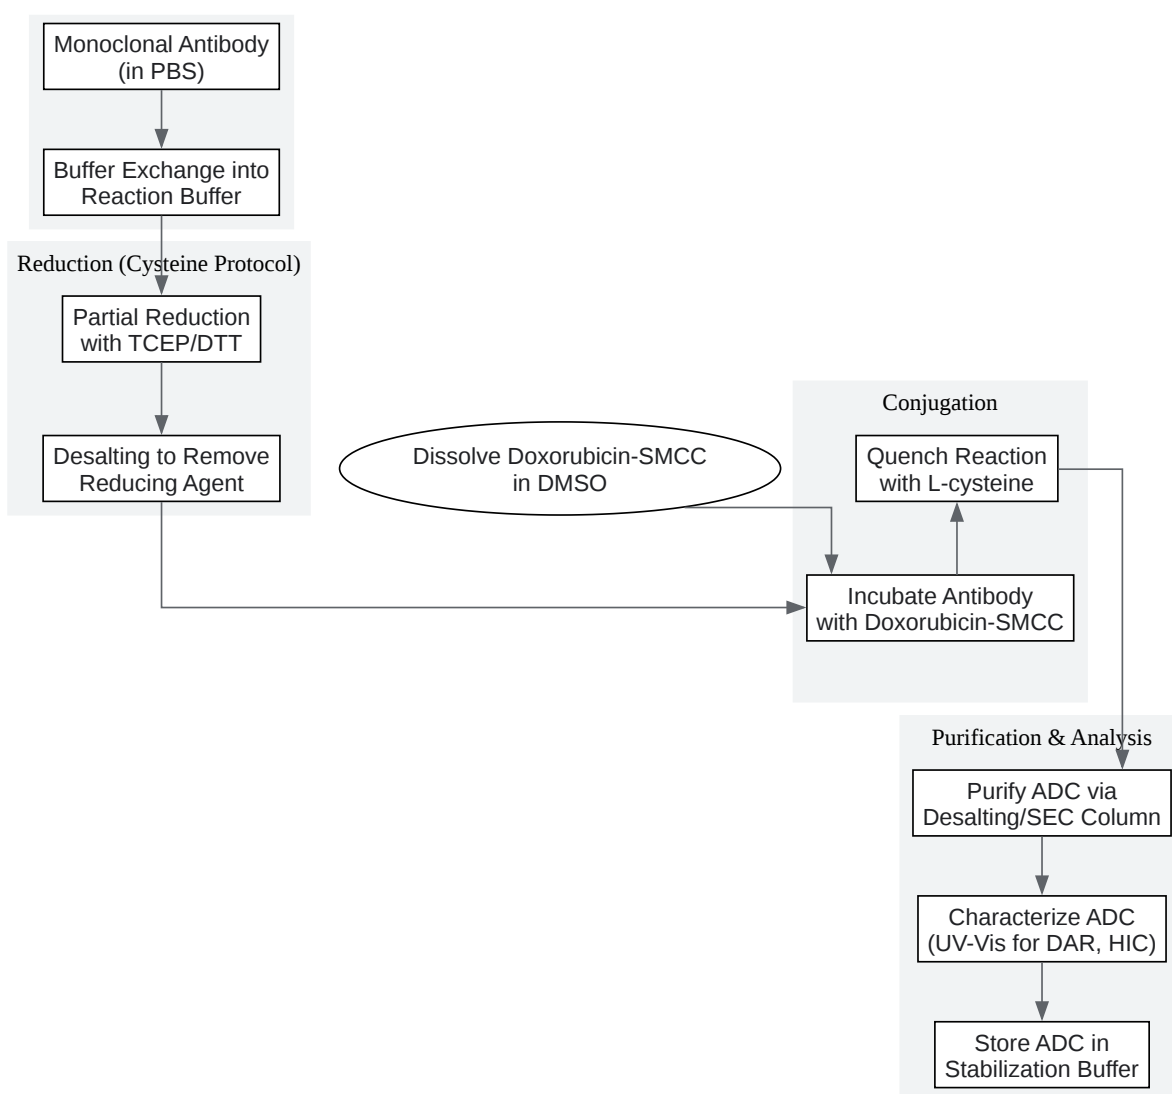 Monoclonal Antibody
(in PBS)
Buffer Exchange into
Reaction Buffer
Reduction (Cysteine Protocol)
Partial Reduction
with TCEP/DTT
Desalting to Remove
Reducing Agent
Dissolve Doxorubicin-SMCC
in DMSO
Conjugation
Quench Reaction
with L-cysteine
Incubate Antibody
with Doxorubicin-SMCC
Purification & Analysis
Purify ADC via
Desalting/SEC Column
Characterize ADC
(UV-Vis for DAR, HIC)
Store ADC in
Stabilization Buffer